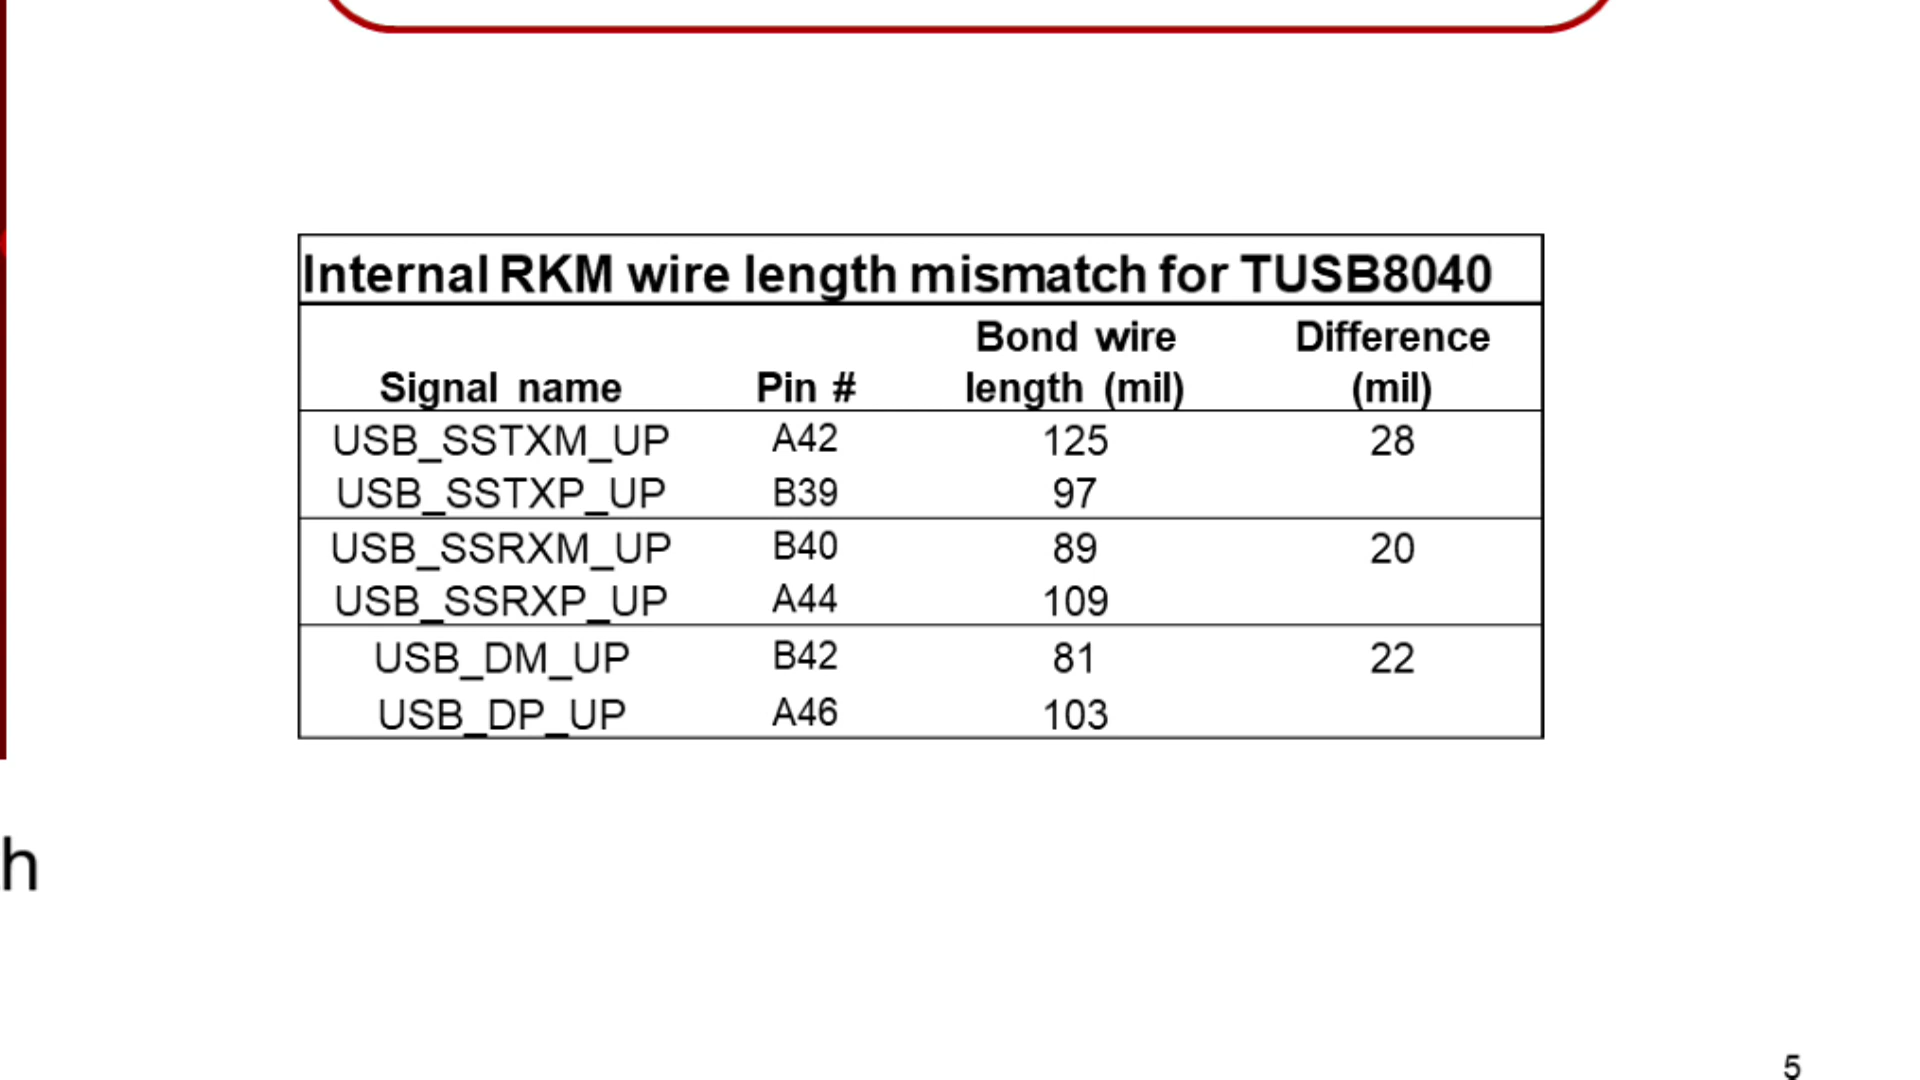 Internal RKM wire length mismatch for TUSB8040
Signal name Pin # Bond wire length (mil) Difference (mil)
USB_SSTXM_UP A42 125 28
USB_SSTXP_UP B39 97
USB_SSRXM_UP B40 89 20
USB_SSRXP_UP A44 109
USB_DM_UP B42 81 22
USB_DP_UP A46 103
h
5